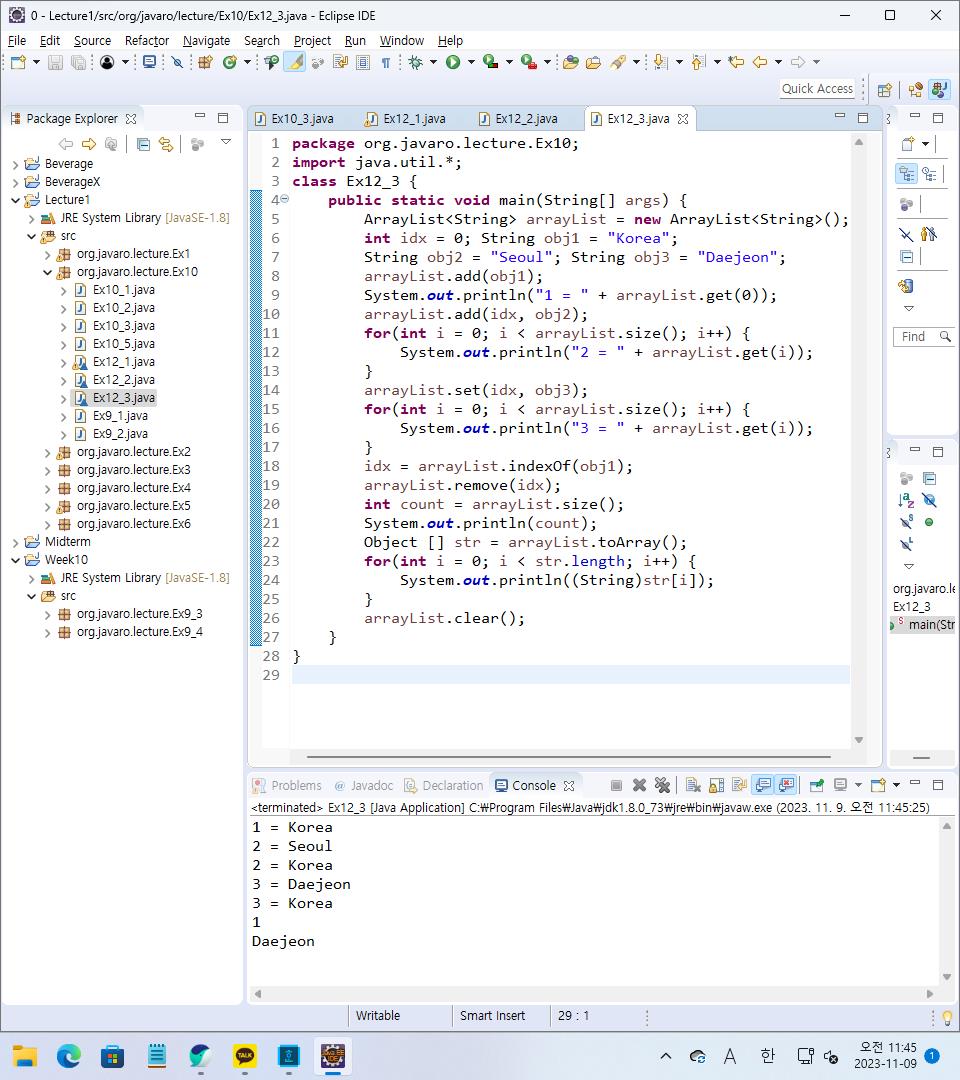 0 - Lecture1/src/org/javaro/lecture/Ex10/Ex12_3.java - Eclipse IDE
File Edit Source Refactor Navigate Search Project Run Window Help
Quick Access
Package Explorer
Beverage
BeverageX
Lecture1
JRE System Library [JavaSE-1.8]
src
org.javaro.lecture.Ex1
org.javaro.lecture.Ex10
Ex10_1.java
Ex10_2.java
Ex10_3.java
Ex10_5.java
Ex12_1.java
Ex12_2.java
Ex12_3.java
Ex9_1.java
Ex9_2.java
org.javaro.lecture.Ex2
org.javaro.lecture.Ex3
org.javaro.lecture.Ex4
org.javaro.lecture.Ex5
org.javaro.lecture.Ex6
Midterm
Week10
JRE System Library [JavaSE-1.8]
src
org.javaro.lecture.Ex9_3
org.javaro.lecture.Ex9_4
Ex10_3.java Ex12_1.java Ex12_2.java Ex12_3.java
1 package org.javaro.lecture.Ex10;
2 import java.util.*;
3 class Ex12_3 {
4 public static void main(String[] args) {
5 ArrayList<String> arrayList = new ArrayList<String>();
6 int idx = 0; String obj1 = "Korea";
7 String obj2 = "Seoul"; String obj3 = "Daejeon";
8 arrayList.add(obj1);
9 System.out.println("1 = " + arrayList.get(0));
10 arrayList.add(idx, obj2);
11 for(int i = 0; i < arrayList.size(); i++) {
12 System.out.println("2 = " + arrayList.get(i));
13 }
14 arrayList.set(idx, obj3);
15 for(int i = 0; i < arrayList.size(); i++) {
16 System.out.println("3 = " + arrayList.get(i));
17 }
18 idx = arrayList.indexOf(obj1);
19 arrayList.remove(idx);
20 int count = arrayList.size();
21 System.out.println(count);
22 Object [] str = arrayList.toArray();
23 for(int i = 0; i < str.length; i++) {
24 System.out.println((String)str[i]);
25 }
26 arrayList.clear();
27 }
28 }
29
Find
org.javaro.le
Ex12_3
main(Str
Problems Javadoc Declaration Console
<terminated> Ex12_3 [Java Application] C:₩Program Files₩Java₩jdk1.8.0_73₩jre₩bin₩javaw.exe (2023. 11. 9. 오전 11:45:25)
1 = Korea
2 = Seoul
2 = Korea
3 = Daejeon
3 = Korea
1
Daejeon
Writable Smart Insert 29 : 1
TALK
A 한
오전 11:45
2023-11-09
1